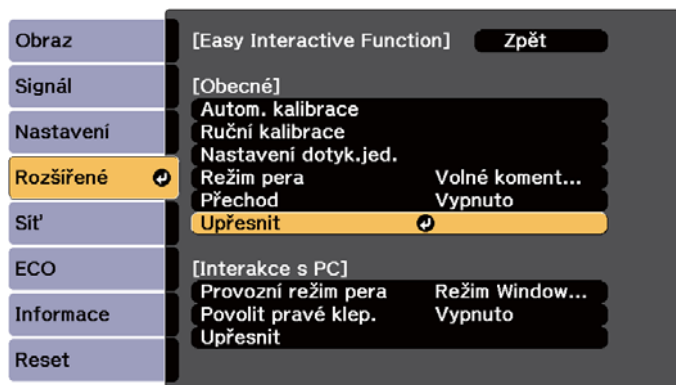 Obraz
Signál
Nastavení
Rozšířené
Síť
ECO
Informace
Reset
[Easy Interactive Function] Zpět
[Obecné]
Autom. kalibrace
Ruční kalibrace
Nastavení dotyk.jed.
Režim pera Volné koment...
Přechod Vypnuto
Upřesnit
[Interakce s PC]
Provozní režim pera Režim Window...
Povolit pravé klep. Vypnuto
Upřesnit